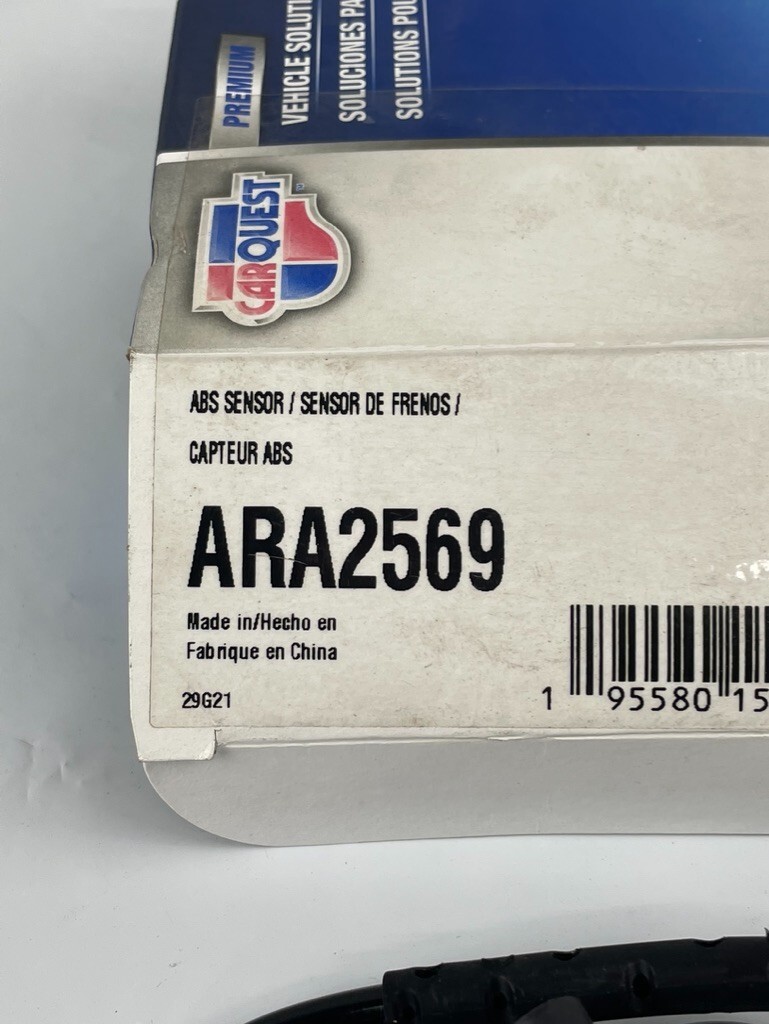 PREMIUM
VEHICLE SOLUTI
SOLUCIONES PA
SOLUTIONS POU
CARQUEST
ABS SENSOR / SENSOR DE FRENOS /
CAPTEUR ABS
ARA2569
Made in/Hecho en
Fabrique en China
29G21
1 95580 15